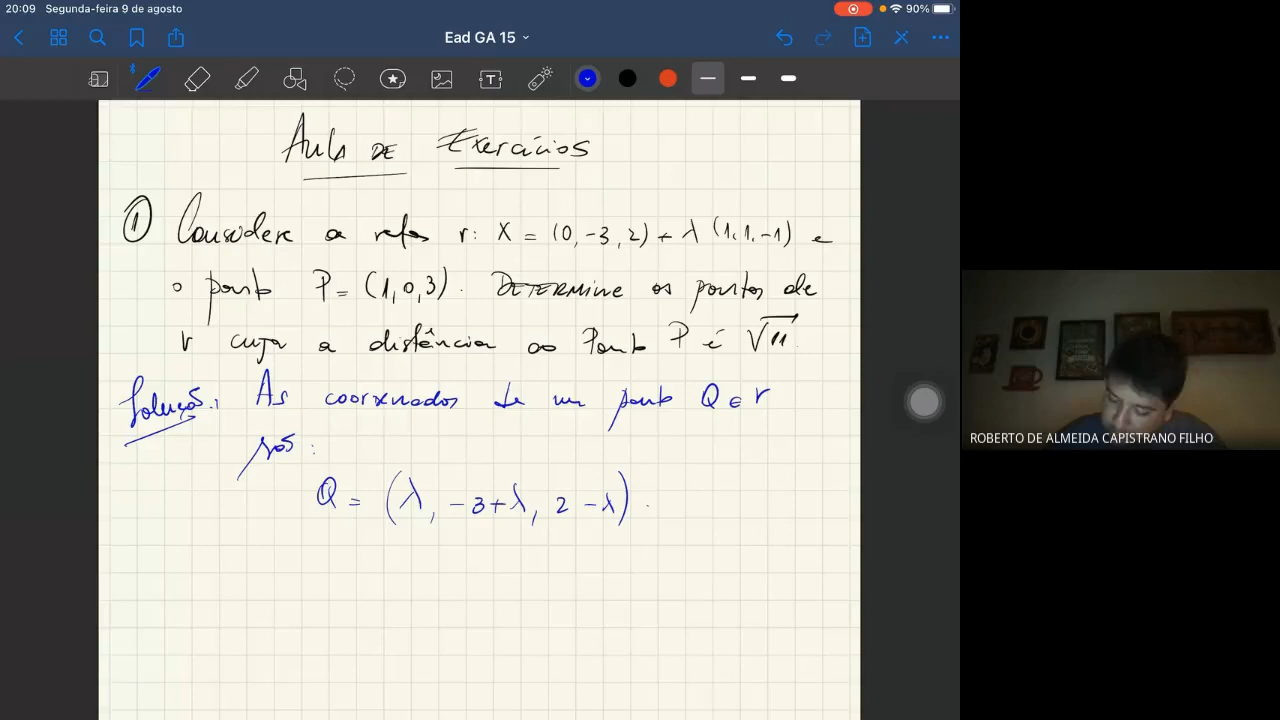 20:09 Segunda-feira 9 de agosto 90%
Ead GA 15
Aula DE Exercícios
① Considere a reta r: X = (0, -3, 2) + λ (1, 1, -1) e
o ponto P = (1, 0, 3). DETERMINE os pontos de
r cuja a distância ao Ponto P é √11.
Solução: As coordenadas de um ponto Q ∈ r
são:
Q = (λ, -3+λ, 2-λ).
ROBERTO DE ALMEIDA CAPISTRANO FILHO